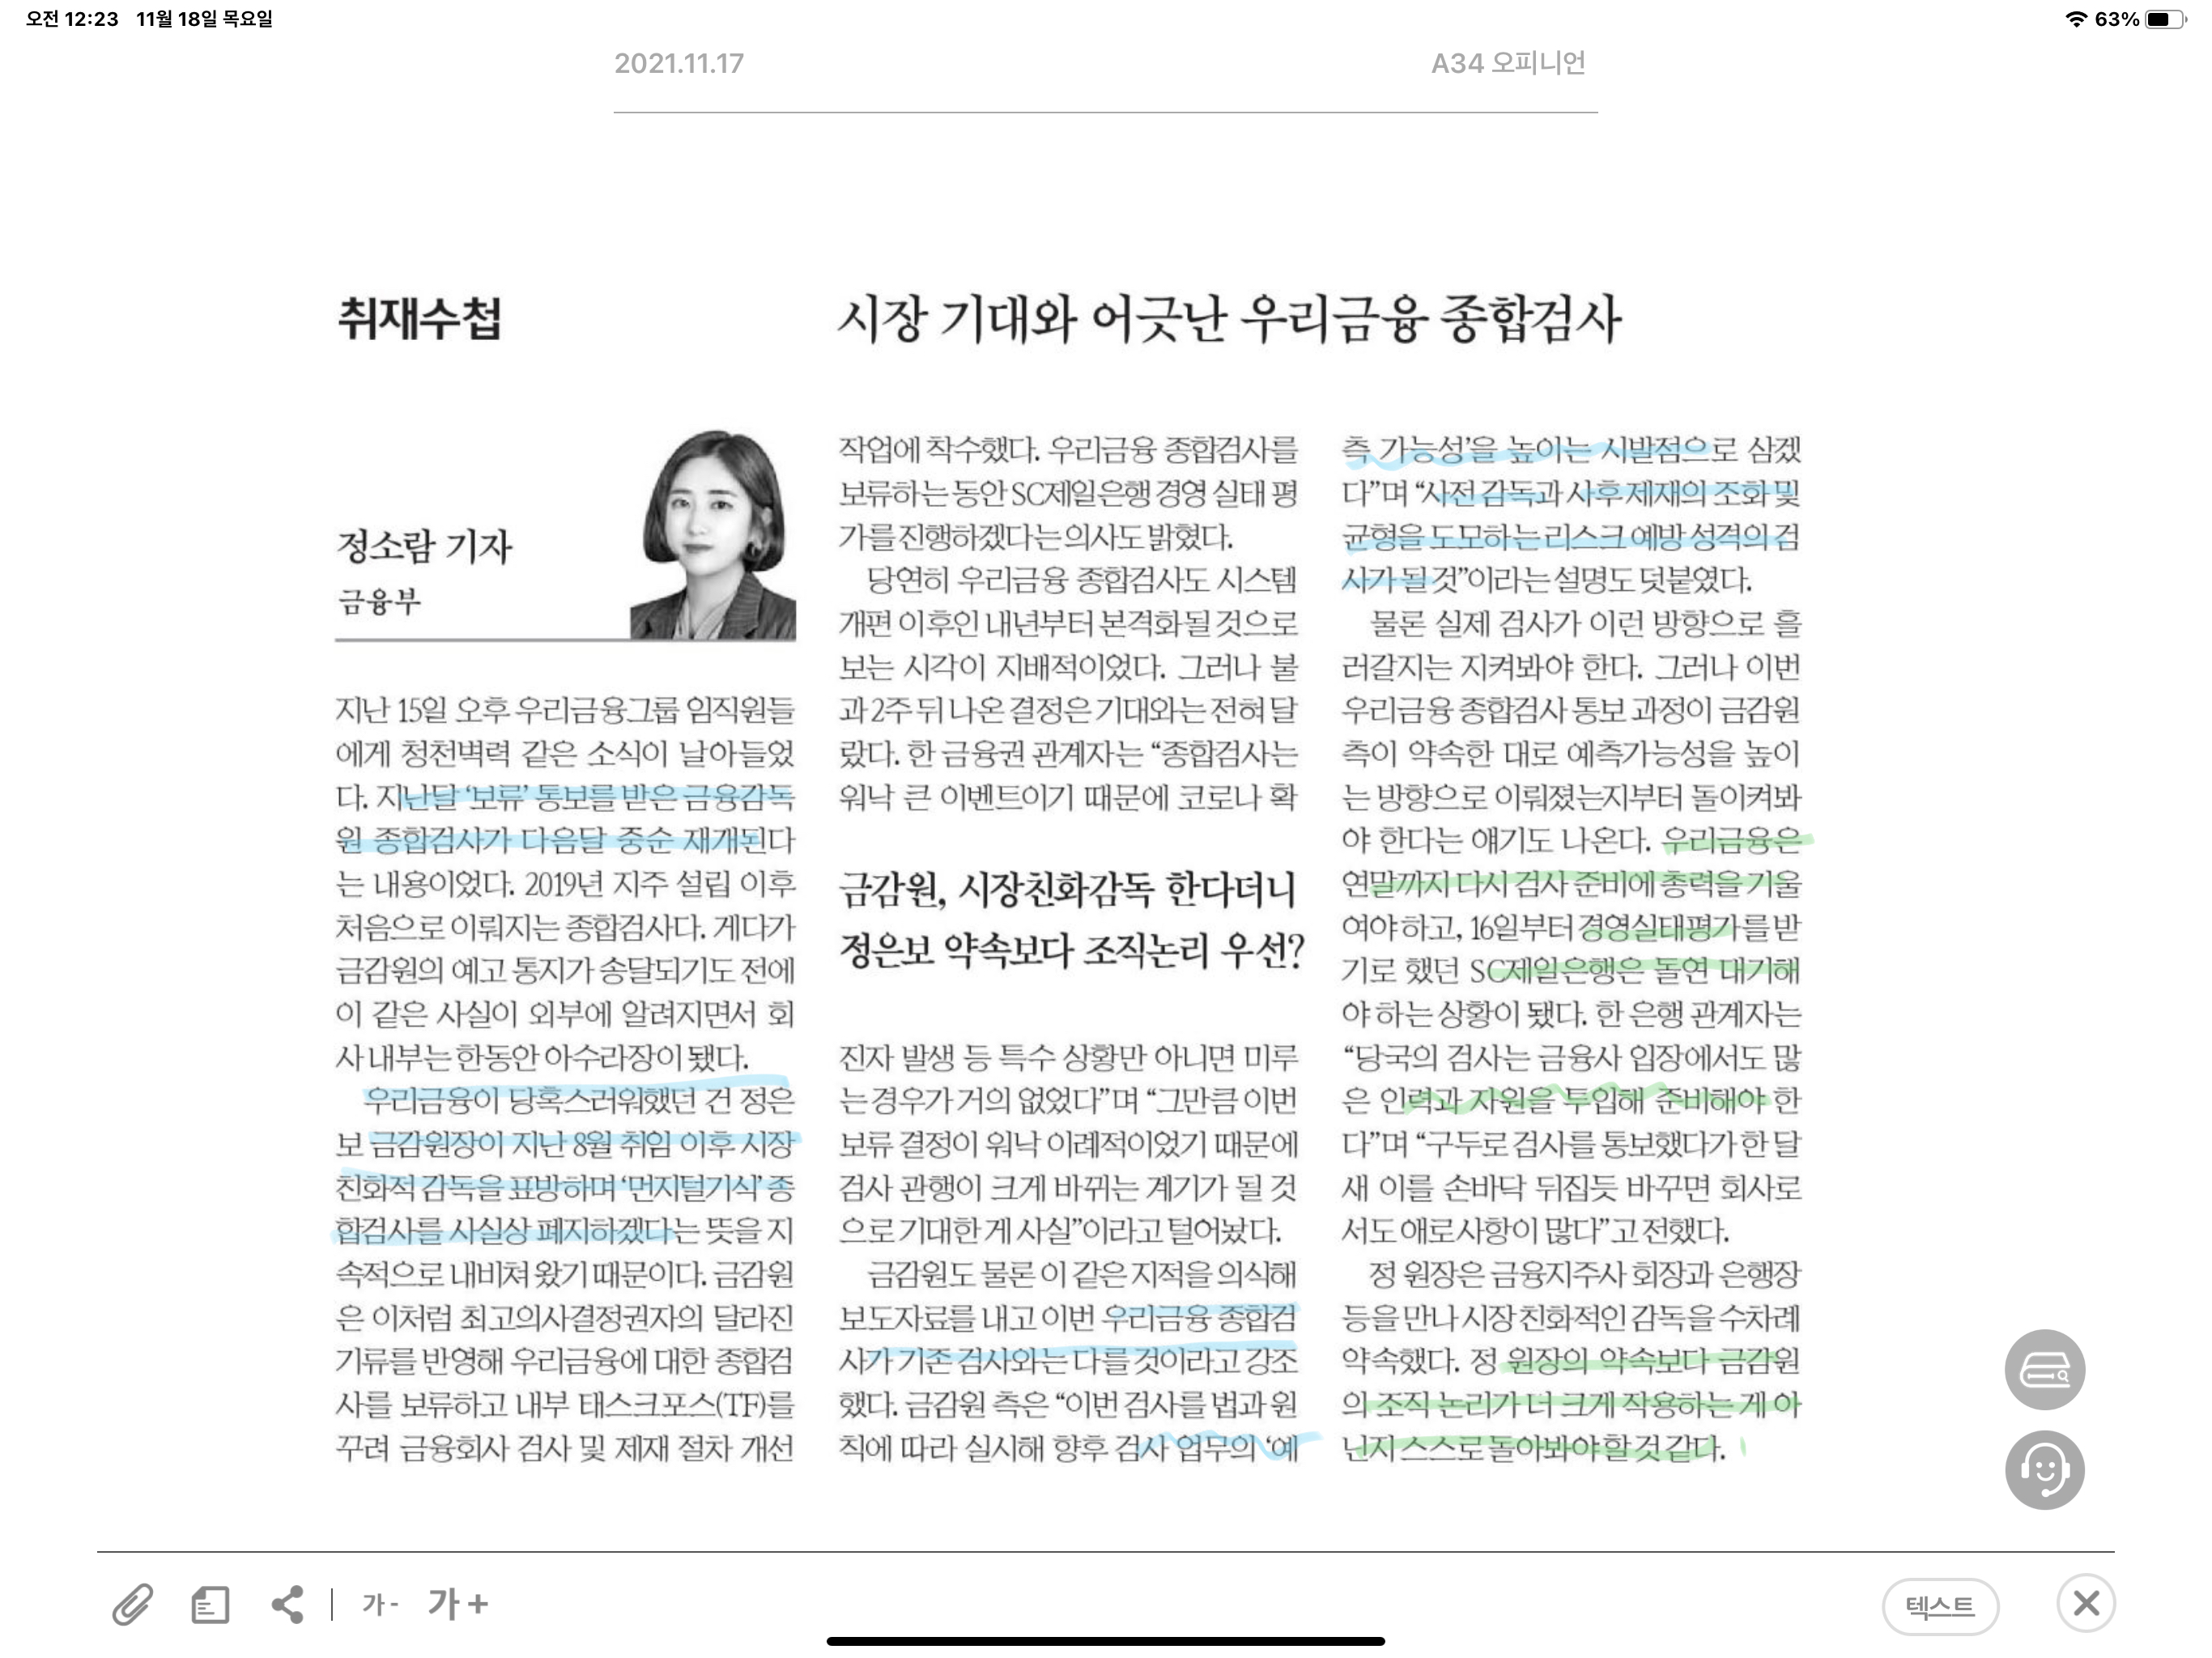 오전 12:23 11월 18일 목요일
63%
2021.11.17
A34 오피니언
취재수첩
시장 기대와 어긋난 우리금융 종합검사
정소람 기자
금융부
지난 15일 오후 우리금융그룹 임직원들
에게 청천벽력 같은 소식이 날아들었
다. 지난달 ‘보류’ 통보를 받은 금융감독
원 종합검사가 다음달 중순 재개된다
는 내용이었다. 2019년 지주 설립 이후
처음으로 이뤄지는 종합검사다. 게다가
금감원의 예고 통지가 송달되기도 전에
이 같은 사실이 외부에 알려지면서 회
사 내부는 한동안 아수라장이 됐다.
우리금융이 당혹스러워했던 건 정은
보 금감원장이 지난 8월 취임 이후 시장
친화적 감독을 표방하며 ‘먼지털기식’ 종
합검사를 사실상 폐지하겠다는 뜻을 지
속적으로 내비쳐 왔기 때문이다. 금감원
은 이처럼 최고의사결정권자의 달라진
기류를 반영해 우리금융에 대한 종합검
사를 보류하고 내부 태스크포스(TF)를
꾸려 금융회사 검사 및 제재 절차 개선
작업에 착수했다. 우리금융 종합검사를
보류하는 동안 SC제일은행 경영 실태 평
가를 진행하겠다는 의사도 밝혔다.
당연히 우리금융 종합검사도 시스템
개편 이후인 내년부터 본격화될 것으로
보는 시각이 지배적이었다. 그러나 불
과 2주 뒤 나온 결정은 기대와는 전혀 달
랐다. 한 금융권 관계자는 “종합검사는
워낙 큰 이벤트이기 때문에 코로나 확
금감원, 시장친화감독 한다더니
정은보 약속보다 조직논리 우선?
진자 발생 등 특수 상황만 아니면 미루
는 경우가 거의 없었다”며 “그만큼 이번
보류 결정이 워낙 이례적이었기 때문에
검사 관행이 크게 바뀌는 계기가 될 것
으로 기대한 게 사실”이라고 털어놨다.
금감원도 물론 이 같은 지적을 의식해
보도자료를 내고 이번 우리금융 종합검
사가 기존 검사와는 다를 것이라고 강조
했다. 금감원 측은 “이번 검사를 법과 원
칙에 따라 실시해 향후 검사 업무의 ‘예
측 가능성’을 높이는 시발점으로 삼겠
다”며 “사전 감독과 사후 제재의 조화 및
균형을 도모하는 리스크 예방 성격의 검
사가 될 것”이라는 설명도 덧붙였다.
물론 실제 검사가 이런 방향으로 흘
러갈지는 지켜봐야 한다. 그러나 이번
우리금융 종합검사 통보 과정이 금감원
측이 약속한 대로 예측가능성을 높이
는 방향으로 이뤄졌는지부터 돌이켜봐
야 한다는 얘기도 나온다. 우리금융은
연말까지 다시 검사 준비에 총력을 기울
여야 하고, 16일부터 경영실태평가를 받
기로 했던 SC제일은행은 돌연 대기해
야 하는 상황이 됐다. 한 은행 관계자는
“당국의 검사는 금융사 입장에서도 많
은 인력과 자원을 투입해 준비해야 한
다”며 “구두로 검사를 통보했다가 한 달
새 이를 손바닥 뒤집듯 바꾸면 회사로
서도 애로사항이 많다”고 전했다.
정 원장은 금융지주사 회장과 은행장
등을 만나 시장 친화적인 감독을 수차례
약속했다. 정 원장의 약속보다 금감원
의 조직 논리가 더 크게 작용하는 게 아
닌지 스스로 돌아봐야 할 것 같다.
가- 가+
텍스트